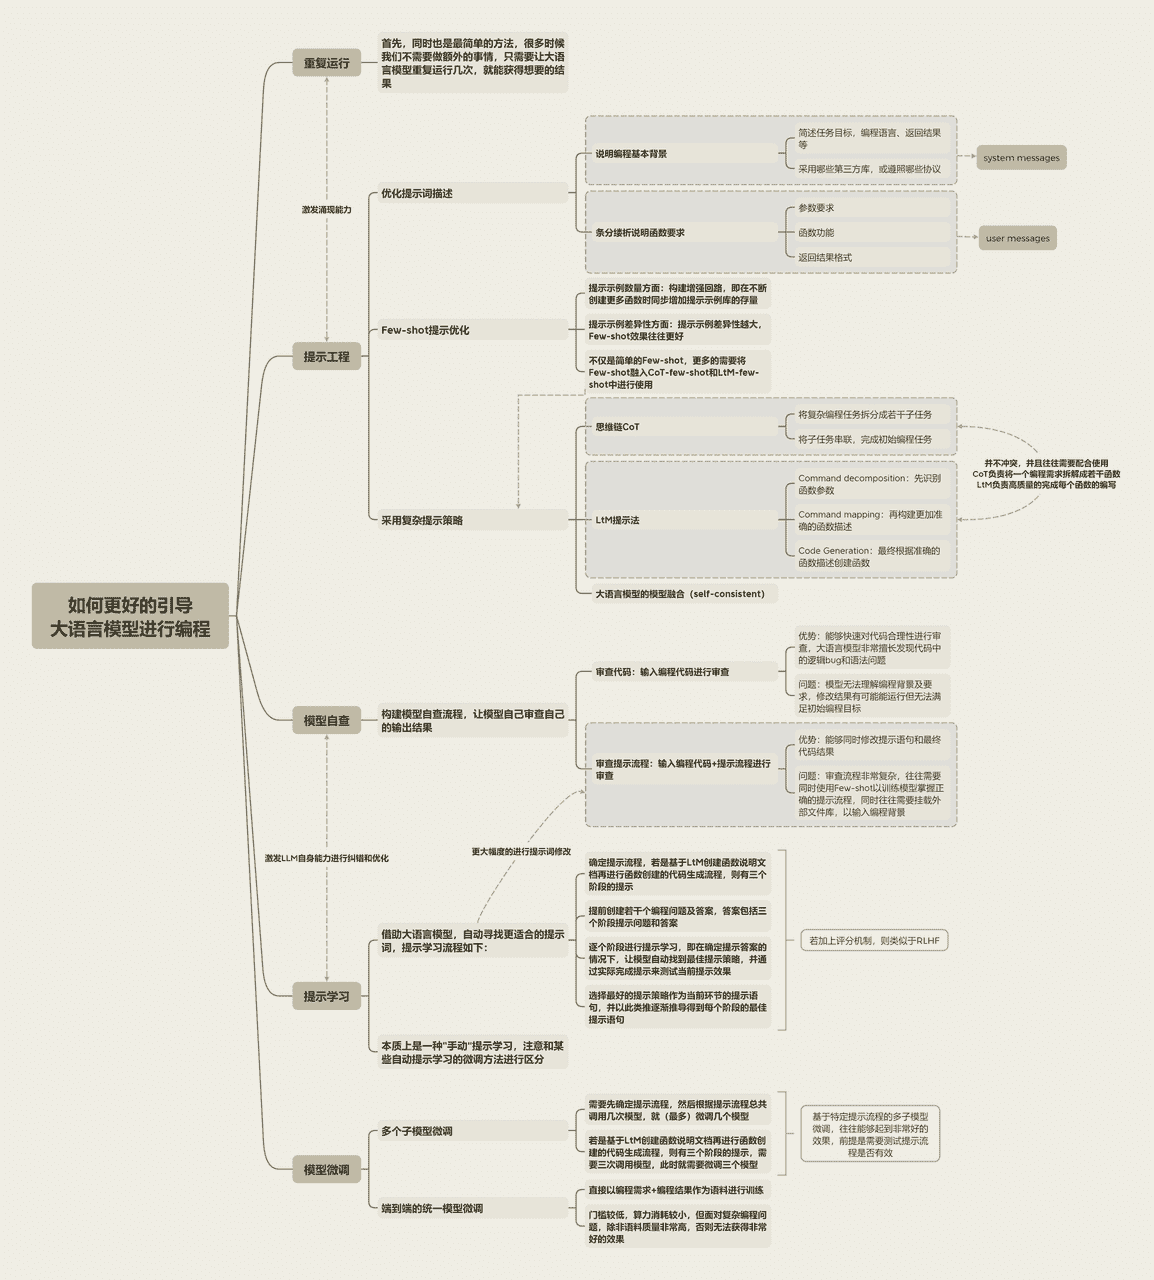 如何更好的引导
大语言模型进行编程
重复运行
首先，同时也是最简单的方法，很多时候
我们不需要做额外的事情，只需要让大语
言模型重复运行几次，就能获得想要的结
果
激发涌现能力
提示工程
优化提示词描述
说明编程基本背景
简述任务目标，编程语言、返回结果
等
采用哪些第三方库，或遵照哪些协议
system messages
条分缕析说明函数要求
参数要求
函数功能
返回结果格式
user messages
Few-shot提示优化
提示示例数量方面：构建增强回路，即在不断
创建更多函数时同步增加提示示例库的存量
提示示例差异性方面：提示示例差异性越大，
Few-shot效果往往更好
不仅是简单的Few-shot，更多的需要将
Few-shot融入CoT-few-shot和LtM-few-
shot中进行使用
采用复杂提示策略
思维链CoT
将复杂编程任务拆分成若干子任务
将子任务串联，完成初始编程任务
LtM提示法
Command decomposition：先识别
函数参数
Command mapping：再构建更加准
确的函数描述
Code Generation：最终根据准确的
函数描述创建函数
并不冲突，并且往往需要配合使用
CoT负责将一个编程需求拆解成若干函数
LtM负责高质量的完成每个函数的编写
大语言模型的模型融合（self-consistent）
模型自查
构建模型自查流程，让模型自己审查自己
的输出结果
审查代码：输入编程代码进行审查
优势：能够快速对代码合理性进行审
查，大语言模型非常擅长发现代码中
的逻辑bug和语法问题
问题：模型无法理解编程背景及要
求，修改结果有可能能运行但无法满
足初始编程目标
审查提示流程：输入编程代码+提示流程进行
审查
优势：能够同时修改提示语句和最终
代码结果
问题：审查流程非常复杂，往往需要
同时使用Few-shot以训练模型掌握正
确的提示流程，同时往往需要挂载外
部文件库，以输入编程背景
激发LLM自身能力进行纠错和优化
更大幅度的进行提示词修改
提示学习
借助大语言模型，自动寻找更适合的提示
词，提示学习流程如下：
确定提示流程，若是基于LtM创建函数说明文
档再进行函数创建的代码生成流程，则有三个
阶段的提示
提前创建若干个编程问题及答案，答案包括三
个阶段提示问题和答案
逐个阶段进行提示学习，即在确定提示答案的
情况下，让模型自动找到最佳提示策略，并通
过实际完成提示来测试当前提示效果
选择最好的提示策略作为当前环节的提示语
句，并以此类推逐渐推导得到每个阶段的最佳
提示语句
若加上评分机制，则类似于RLHF
本质上是一种"手动"提示学习，注意和某
些自动提示学习的微调方法进行区分
模型微调
多个子模型微调
需要先确定提示流程，然后根据提示流程总共
调用几次模型，就（最多）微调几个模型
若是基于LtM创建函数说明文档再进行函数创
建的代码生成流程，则有三个阶段的提示，需
要三次调用模型，此时就需要微调三个模型
基于特定提示流程的多子模型
微调，往往能够起到非常好的
效果，前提是需要测试提示流
程是否有效
端到端的统一模型微调
直接以编程需求+编程结果作为语料进行训练
门槛较低，算力消耗较小，但面对复杂编程问
题，除非语料质量非常高，否则无法获得非常
好的效果